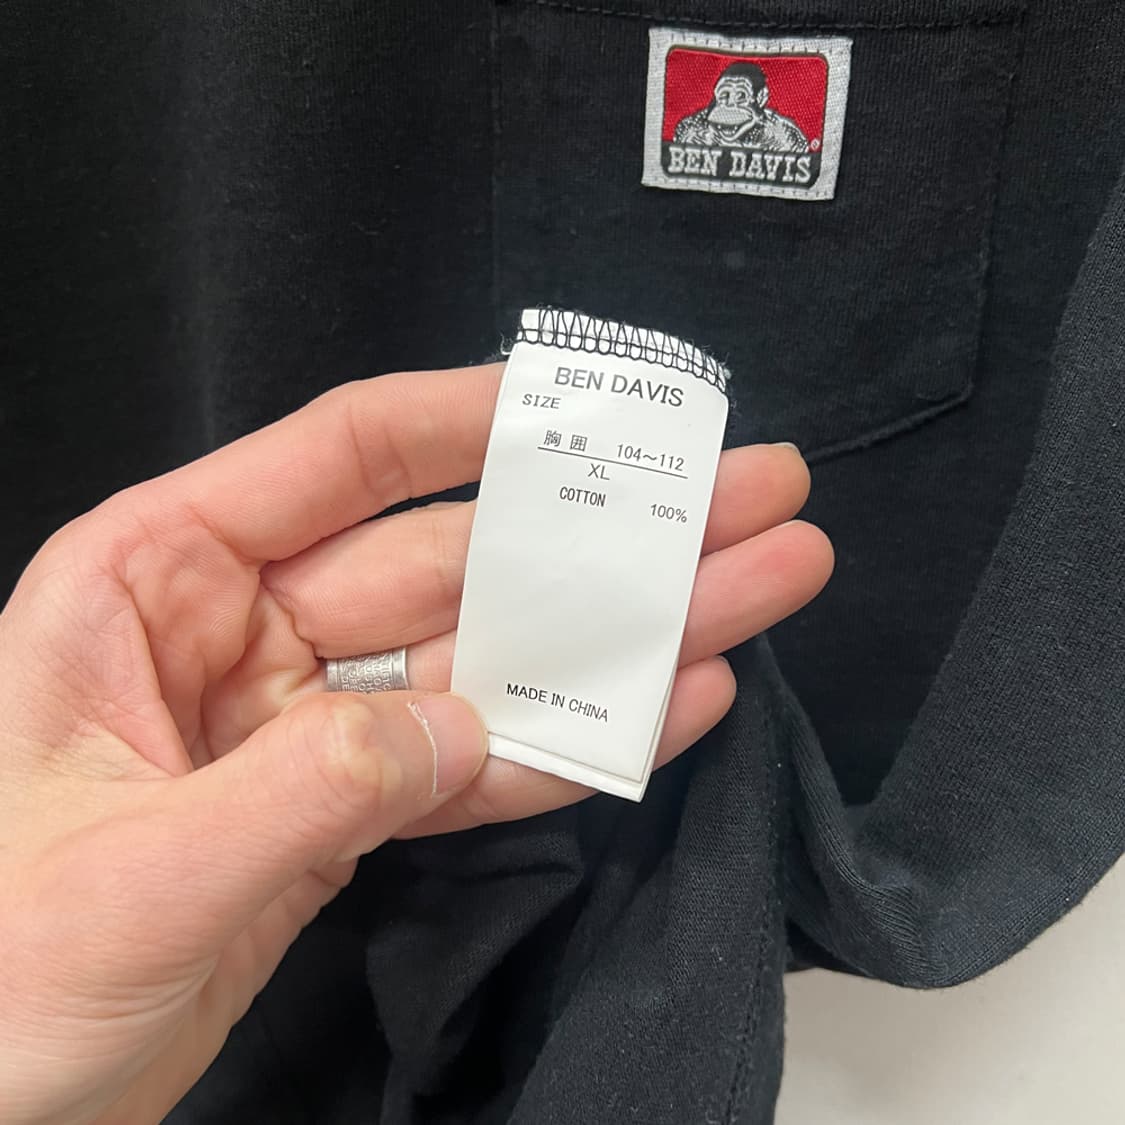 BEN DAVIS
BEN DAVIS
SIZE
胸囲 104～112
XL
COTTON 100%
MADE IN CHINA